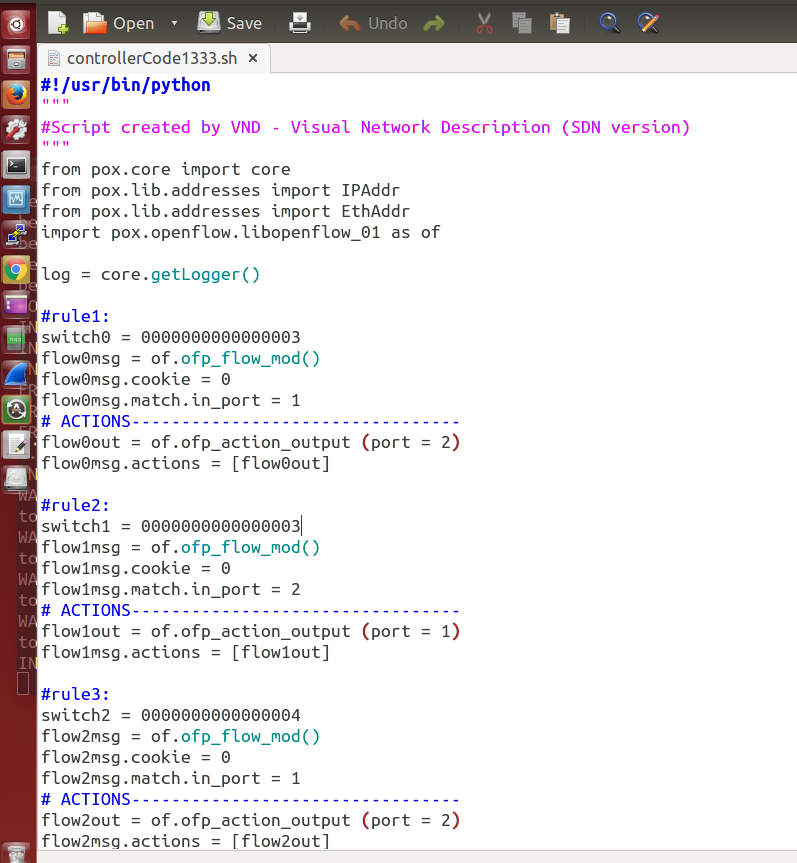 Open
Save
Undo
controllerCode1333.sh ×
#!/usr/bin/python
"""
#Script created by VND - Visual Network Description (SDN version)
"""
from pox.core import core
from pox.lib.addresses import IPAddr
from pox.lib.addresses import EthAddr
import pox.openflow.libopenflow_01 as of
log = core.getLogger()
#rule1:
switch0 = 0000000000000003
flow0msg = of.ofp_flow_mod()
flow0msg.cookie = 0
flow0msg.match.in_port = 1
# ACTIONS---------------------------------
flow0out = of.ofp_action_output (port = 2)
flow0msg.actions = [flow0out]
#rule2:
switch1 = 0000000000000003
flow1msg = of.ofp_flow_mod()
flow1msg.cookie = 0
flow1msg.match.in_port = 2
# ACTIONS---------------------------------
flow1out = of.ofp_action_output (port = 1)
flow1msg.actions = [flow1out]
#rule3:
switch2 = 0000000000000004
flow2msg = of.ofp_flow_mod()
flow2msg.cookie = 0
flow2msg.match.in_port = 1
# ACTIONS---------------------------------
flow2out = of.ofp_action_output (port = 2)
flow2msg.actions = [flow2out]